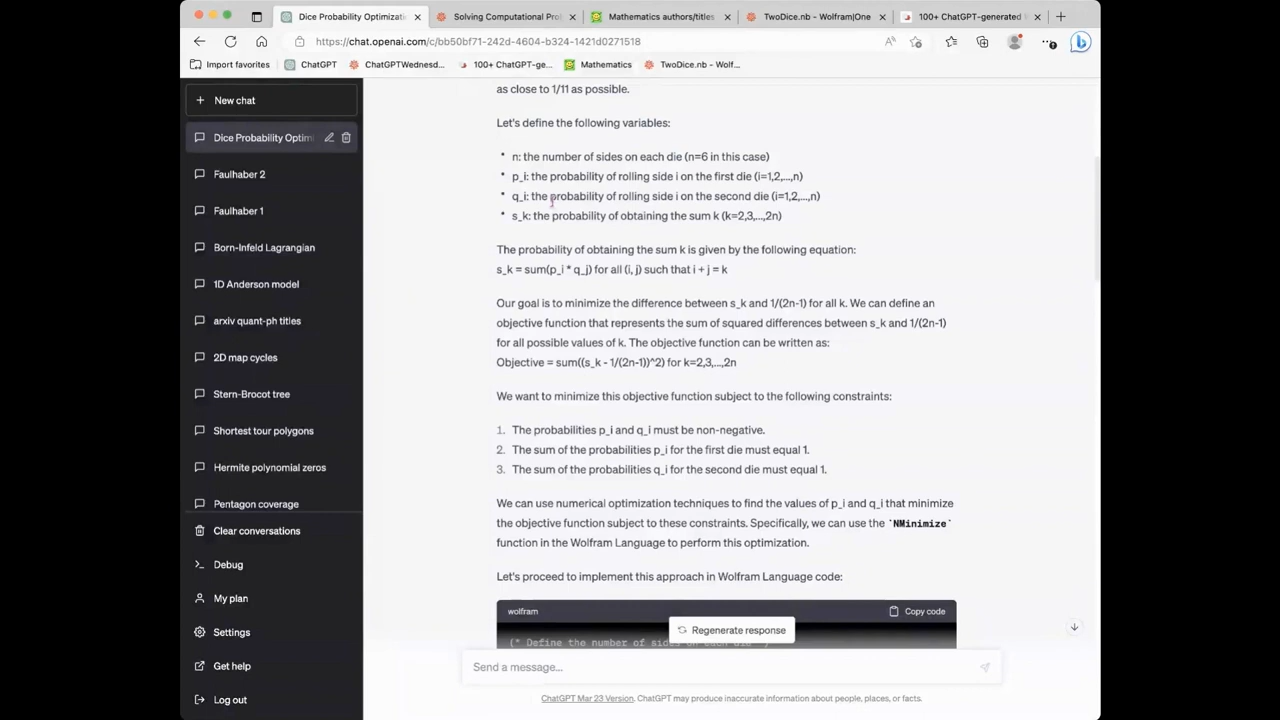 Dice Probability Optimizatio
Solving Computational Prob
Mathematics authors/titles
TwoDice.nb - Wolfram|One
100+ ChatGPT-generated W
https://chat.openai.com/c/bb50bf71-242d-4604-b324-1421d0271518
Import favorites
ChatGPT
ChatGPTWednesd...
100+ ChatGPT-ge...
Mathematics
TwoDice.nb - Wolf...
+ New chat
Dice Probability Optimi
Faulhaber 2
Faulhaber 1
Born-Infeld Lagrangian
1D Anderson model
arxiv quant-ph titles
2D map cycles
Stern-Brocot tree
Shortest tour polygons
Hermite polynomial zeros
Pentagon coverage
Clear conversations
Debug
My plan
Settings
Get help
Log out
as close to 1/11 as possible.
Let's define the following variables:
• n: the number of sides on each die (n=6 in this case)
• p_i: the probability of rolling side i on the first die (i=1,2,...,n)
• q_i: the probability of rolling side i on the second die (i=1,2,...,n)
• s_k: the probability of obtaining the sum k (k=2,3,...,2n)
The probability of obtaining the sum k is given by the following equation:
s_k = sum(p_i * q_j) for all (i, j) such that i + j = k
Our goal is to minimize the difference between s_k and 1/(2n-1) for all k. We can define an
objective function that represents the sum of squared differences between s_k and 1/(2n-1)
for all possible values of k. The objective function can be written as:
Objective = sum((s_k - 1/(2n-1))^2) for k=2,3,...,2n
We want to minimize this objective function subject to the following constraints:
1. The probabilities p_i and q_i must be non-negative.
2. The sum of the probabilities p_i for the first die must equal 1.
3. The sum of the probabilities q_i for the second die must equal 1.
We can use numerical optimization techniques to find the values of p_i and q_i that minimize
the objective function subject to these constraints. Specifically, we can use the `NMinimize`
function in the Wolfram Language to perform this optimization.
Let's proceed to implement this approach in Wolfram Language code:
wolfram
Copy code
(* Define the number of sides on each die *)
Regenerate response
Send a message...
ChatGPT Mar 23 Version. ChatGPT may produce inaccurate information about people, places, or facts.